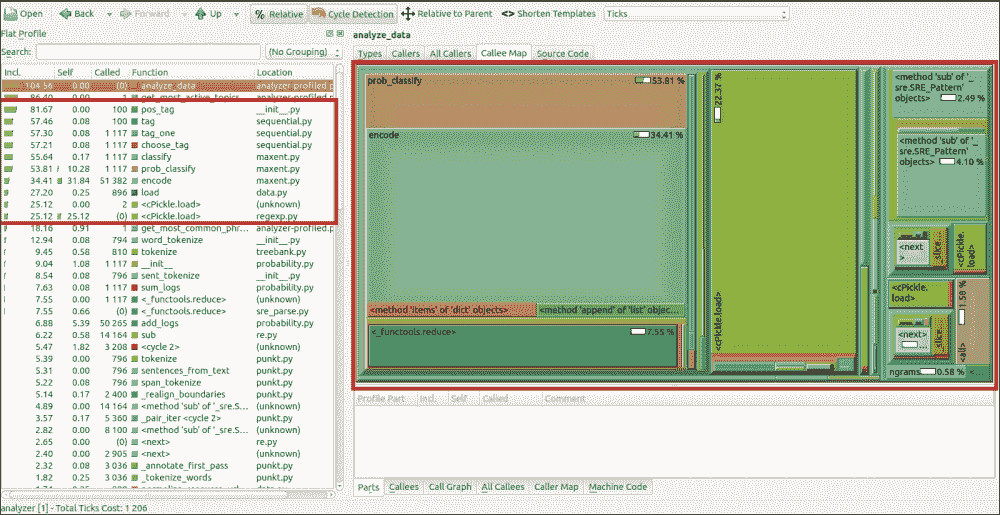 Open Back Forward Up % Relative Cycle Detection Relative to Parent <> Shorten Templates Ticks
Flat Profile
Search: (No Grouping)
Incl. Self Called Function Location
104.56 0.00 (0) _analyze_data analyzer-profiled.p
86.40 0.00 1 get_most_active_topics analyzer-profiled.p
81.67 0.00 100 pos_tag __init__.py
57.46 0.08 100 tag sequential.py
57.30 0.08 1 117 tag_one sequential.py
57.21 0.08 1 117 choose_tag sequential.py
55.64 0.17 1 117 classify maxent.py
53.81 10.28 1 117 prob_classify maxent.py
34.41 31.84 51 382 encode maxent.py
27.20 0.25 896 load data.py
25.12 0.00 2 <cPickle.load> (unknown)
25.12 25.12 (0) <cPickle.load> regexp.py
18.16 0.91 1 get_most_common_phr... analyzer-profiled.p
12.94 0.08 794 word_tokenize __init__.py
9.45 0.58 810 tokenize treebank.py
9.04 1.08 1 117 __init__ probability.py
8.54 0.08 796 sent_tokenize __init__.py
7.63 0.08 1 117 sum_logs probability.py
7.55 0.00 1 117 <_functools.reduce> (unknown)
7.55 0.66 (0) <_functools.reduce> sre_parse.py
6.88 5.39 50 265 add_logs probability.py
6.22 0.58 14 164 sub re.py
5.47 1.82 3 208 <cycle 2> (unknown)
5.39 0.00 796 tokenize punkt.py
5.31 0.00 796 sentences_from_text punkt.py
5.22 0.08 796 span_tokenize punkt.py
5.14 0.17 2 400 _realign_boundaries punkt.py
4.89 0.00 14 164 <method 'sub' of '_sre.S... (unknown)
3.57 0.17 5 360 _pair_iter <cycle 2> punkt.py
2.82 0.00 8 100 <method 'sub' of '_sre.S... (unknown)
2.65 0.00 (0) <next> re.py
2.40 0.00 2 905 <next> (unknown)
2.32 0.08 3 036 _annotate_first_pass punkt.py
1.82 0.25 3 036 _tokenize_words punkt.py
analyzer [1] - Total Ticks Cost: 1 206
analyze_data
Types Callers All Callers Callee Map Source Code
prob_classify 53.81 %
encode 34.41 %
<method 'items' of 'dict' objects> <method 'append' of 'list' objec...
<_functools.reduce> 7.55 %
<cPickle.load> 22.37 %
<method 'sub' of '_
sre.SRE_Pattern'
objects> 2.49 %
<method 'sub' of '_
sre.SRE_Pattern'
objects> 4.10 %
<next
>
_slice...
<cPickle.
load>
<cPickle.
load>
<next>
...
_slice...
<all> 1.58 %
ngrams 0.58 % <...
Profile Part Incl. Self Called Comment
Parts Callees Call Graph All Callees Caller Map Machine Code